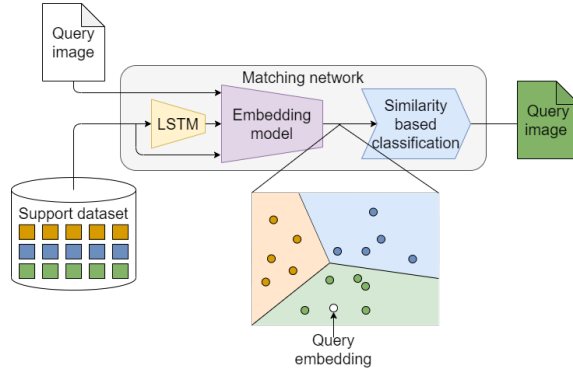 Query
image
Matching network
LSTM
Embedding
model
Similarity
based
classification
Query
image
Support dataset
Query
embedding